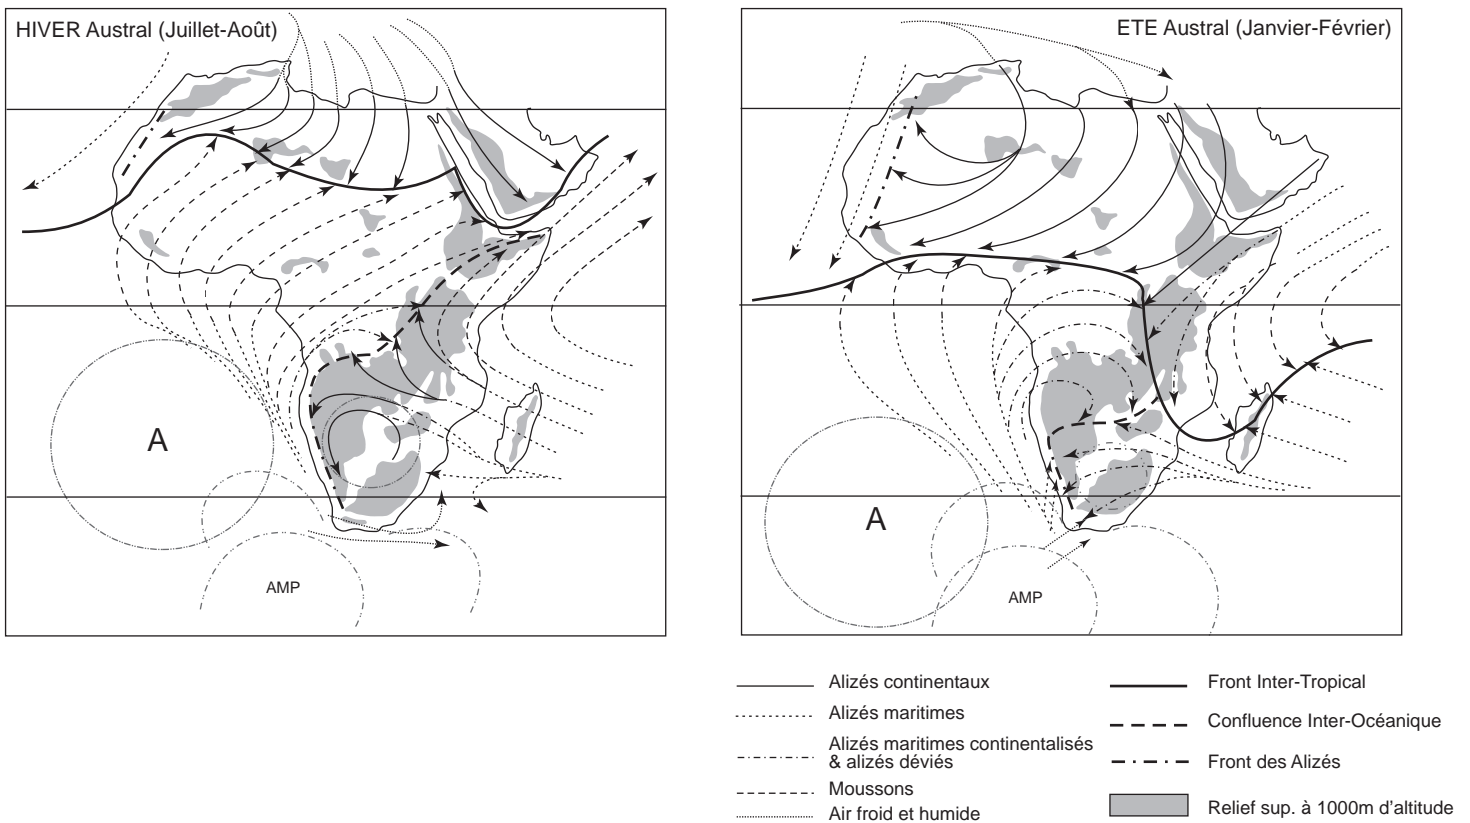 HIVER Austral (Juillet-Août)
A
AMP
ETE Austral (Janvier-Février)
A
AMP
Alizés continentaux
Alizés maritimes
Alizés maritimes continentalisés
& alizés déviés
Moussons
Air froid et humide
Front Inter-Tropical
Confluence Inter-Océanique
Front des Alizés
Relief sup. à 1000m d'altitude